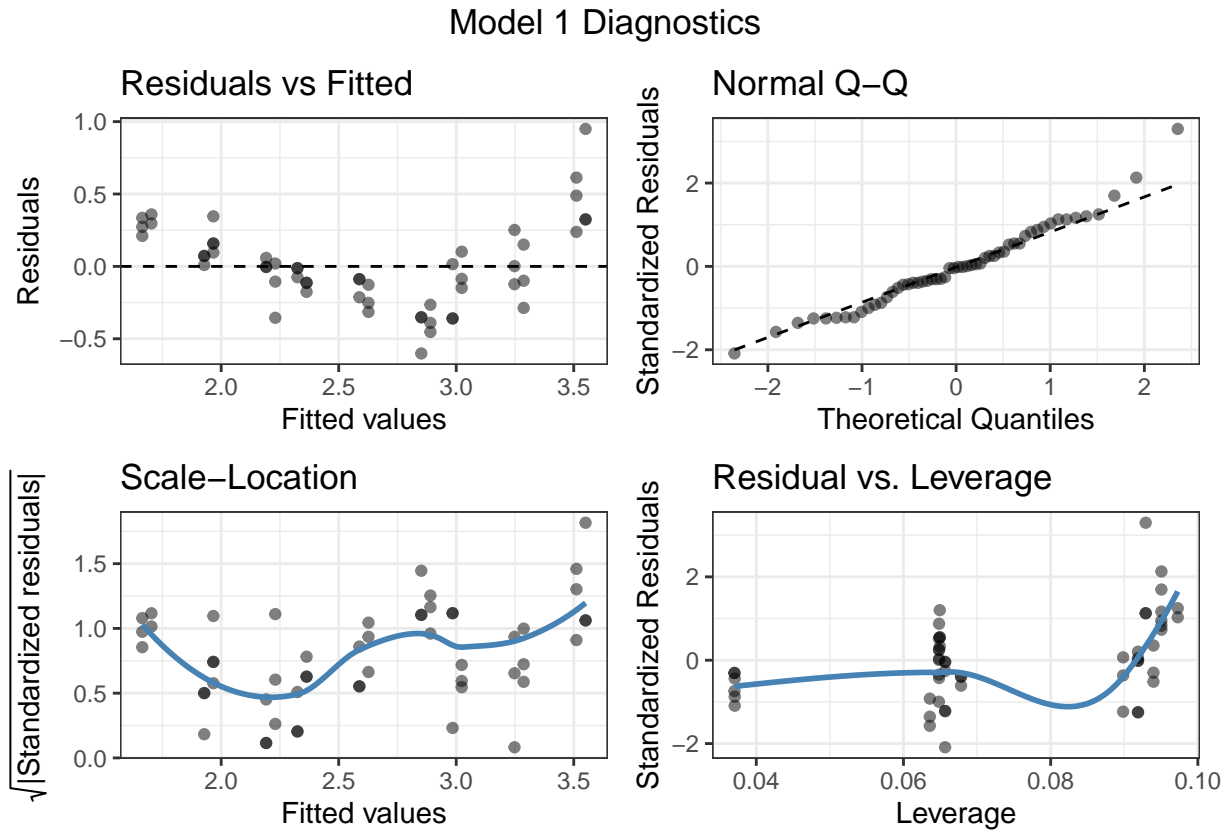 Model 1 Diagnostics
Residuals vs Fitted
1.0
0.5
0.0
−0.5
Residuals
2.0 2.5 3.0 3.5
Fitted values
Normal Q−Q
2
0
−2
Standardized Residuals
−2 −1 0 1 2
Theoretical Quantiles
Scale−Location
1.5
1.0
0.5
0.0
√|Standardized residuals|
2.0 2.5 3.0 3.5
Fitted values
Residual vs. Leverage
2
0
−2
Standardized Residuals
0.04 0.06 0.08 0.10
Leverage